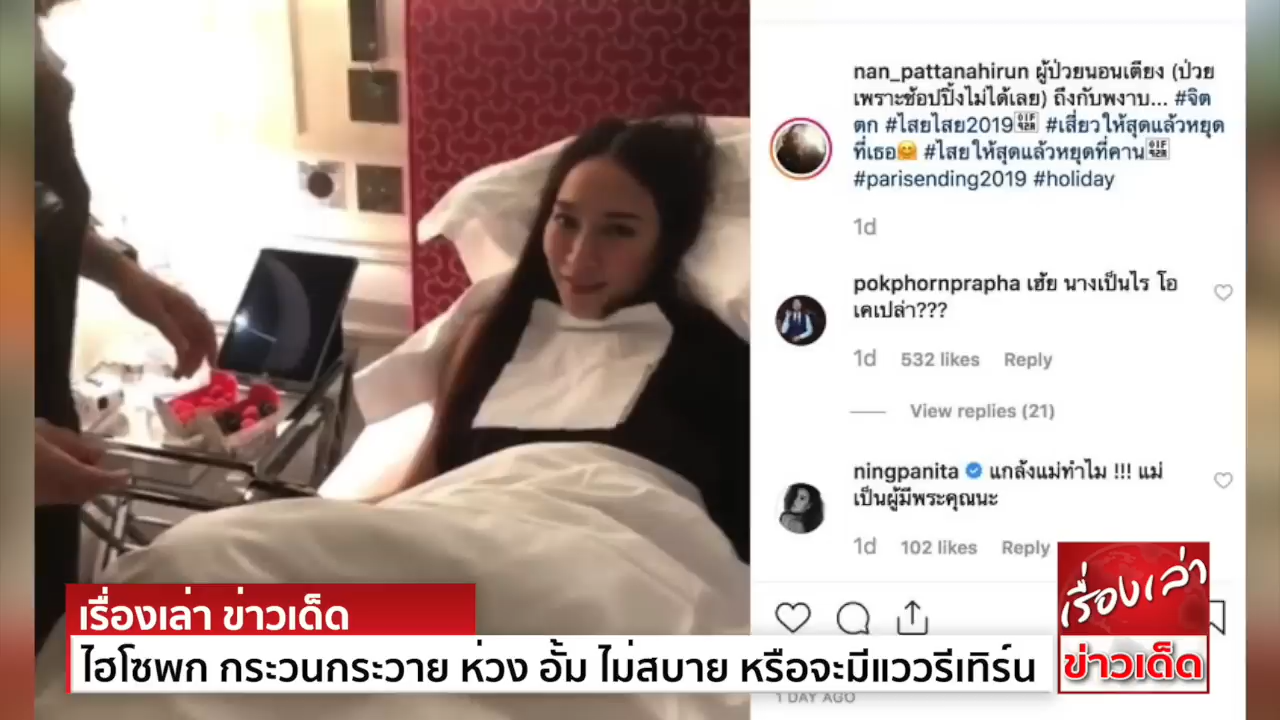 nan_pattanahirun ผู้ป่วยนอนเตียง (ป่วย
เพราะช้อปปิ้งไม่ได้เลย) ถึงกับพงาบ... #จิต
ตก #ไสยไสย2019 #เสี่ยวให้สุดแล้วหยุด
ที่เธอ🤗 #ไสยให้สุดแล้วหยุดที่คาน
#parisending2019 #holiday
1d
pokphornprapha เฮ้ย นางเป็นไร โอ
เคเปล่า???
1d 532 likes Reply
View replies (21)
ningpanita แกล้งแม่ทำไม !!! แม่
เป็นผู้มีพระคุณนะ
1d 102 likes Reply
1 DAY AGO
เรื่องเล่า ข่าวเด็ด
ไฮโซพก กระวนกระวาย ห่วง อั้ม ไม่สบาย หรือจะมีแววรีเทิร์น
เรื่องเล่า
ข่าวเด็ด